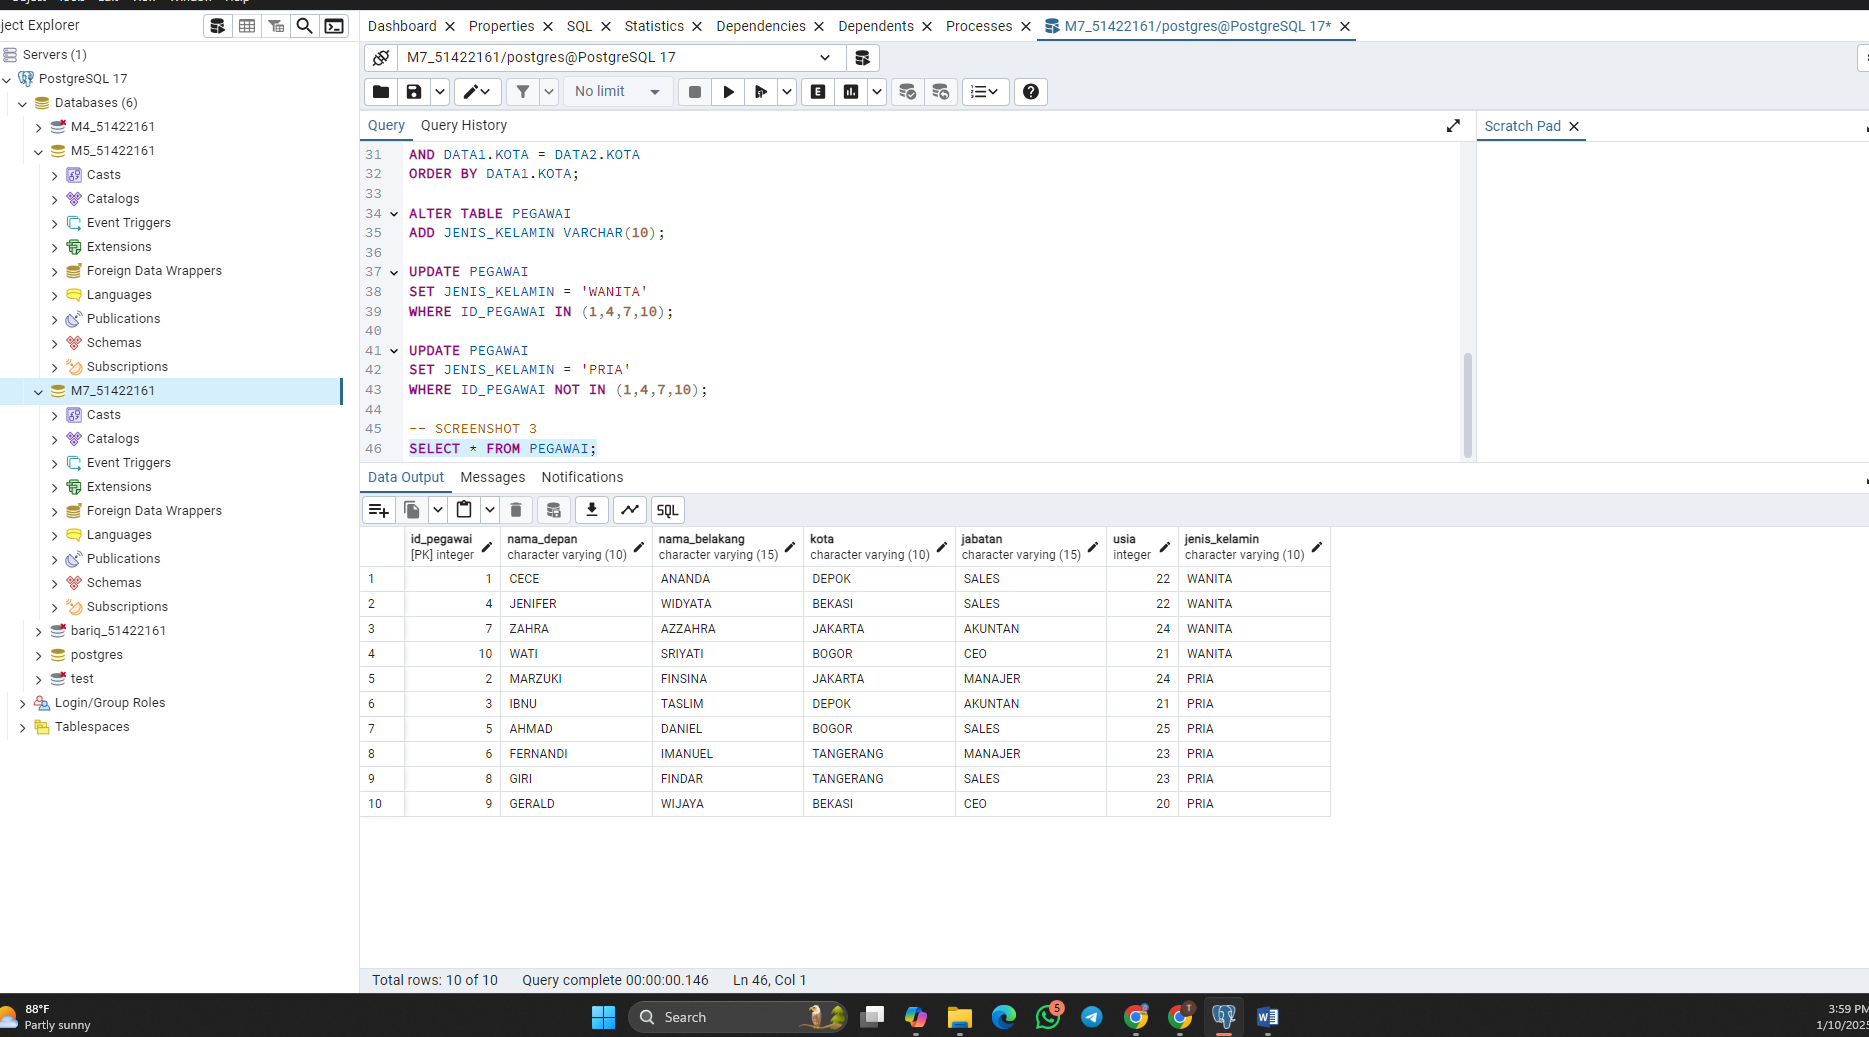 Object Tools Edit View Window Help
ject Explorer
Servers (1)
PostgreSQL 17
Databases (6)
M4_51422161
M5_51422161
Casts
Catalogs
Event Triggers
Extensions
Foreign Data Wrappers
Languages
Publications
Schemas
Subscriptions
M7_51422161
Casts
Catalogs
Event Triggers
Extensions
Foreign Data Wrappers
Languages
Publications
Schemas
Subscriptions
bariq_51422161
postgres
test
Login/Group Roles
Tablespaces
Dashboard Properties SQL Statistics Dependencies Dependents Processes M7_51422161/postgres@PostgreSQL 17*
M7_51422161/postgres@PostgreSQL 17
No limit E
Query Query History
Scratch Pad
31 AND DATA1.KOTA = DATA2.KOTA
32 ORDER BY DATA1.KOTA;
33
34 ALTER TABLE PEGAWAI
35 ADD JENIS_KELAMIN VARCHAR(10);
36
37 UPDATE PEGAWAI
38 SET JENIS_KELAMIN = 'WANITA'
39 WHERE ID_PEGAWAI IN (1,4,7,10);
40
41 UPDATE PEGAWAI
42 SET JENIS_KELAMIN = 'PRIA'
43 WHERE ID_PEGAWAI NOT IN (1,4,7,10);
44
45 -- SCREENSHOT 3
46 SELECT * FROM PEGAWAI;
Data Output Messages Notifications
SQL
id_pegawai nama_depan nama_belakang kota jabatan usia jenis_kelamin
[PK] integer character varying (10) character varying (15) character varying (10) character varying (15) integer character varying (10)
1 1 CECE ANANDA DEPOK SALES 22 WANITA
2 4 JENIFER WIDYATA BEKASI SALES 22 WANITA
3 7 ZAHRA AZZAHRA JAKARTA AKUNTAN 24 WANITA
4 10 WATI SRIYATI BOGOR CEO 21 WANITA
5 2 MARZUKI FINSINA JAKARTA MANAJER 24 PRIA
6 3 IBNU TASLIM DEPOK AKUNTAN 21 PRIA
7 5 AHMAD DANIEL BOGOR SALES 25 PRIA
8 6 FERNANDI IMANUEL TANGERANG MANAJER 23 PRIA
9 8 GIRI FINDAR TANGERANG SALES 23 PRIA
10 9 GERALD WIJAYA BEKASI CEO 20 PRIA
Total rows: 10 of 10 Query complete 00:00:00.146 Ln 46, Col 1
88°F
Partly sunny
Search
5
T
3:59 PM
1/10/2025